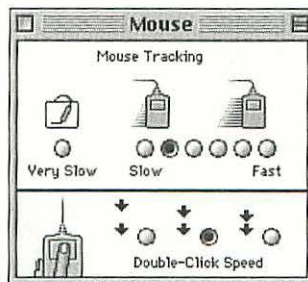 Mouse
Mouse Tracking
Very Slow Slow Fast
Double-Click Speed